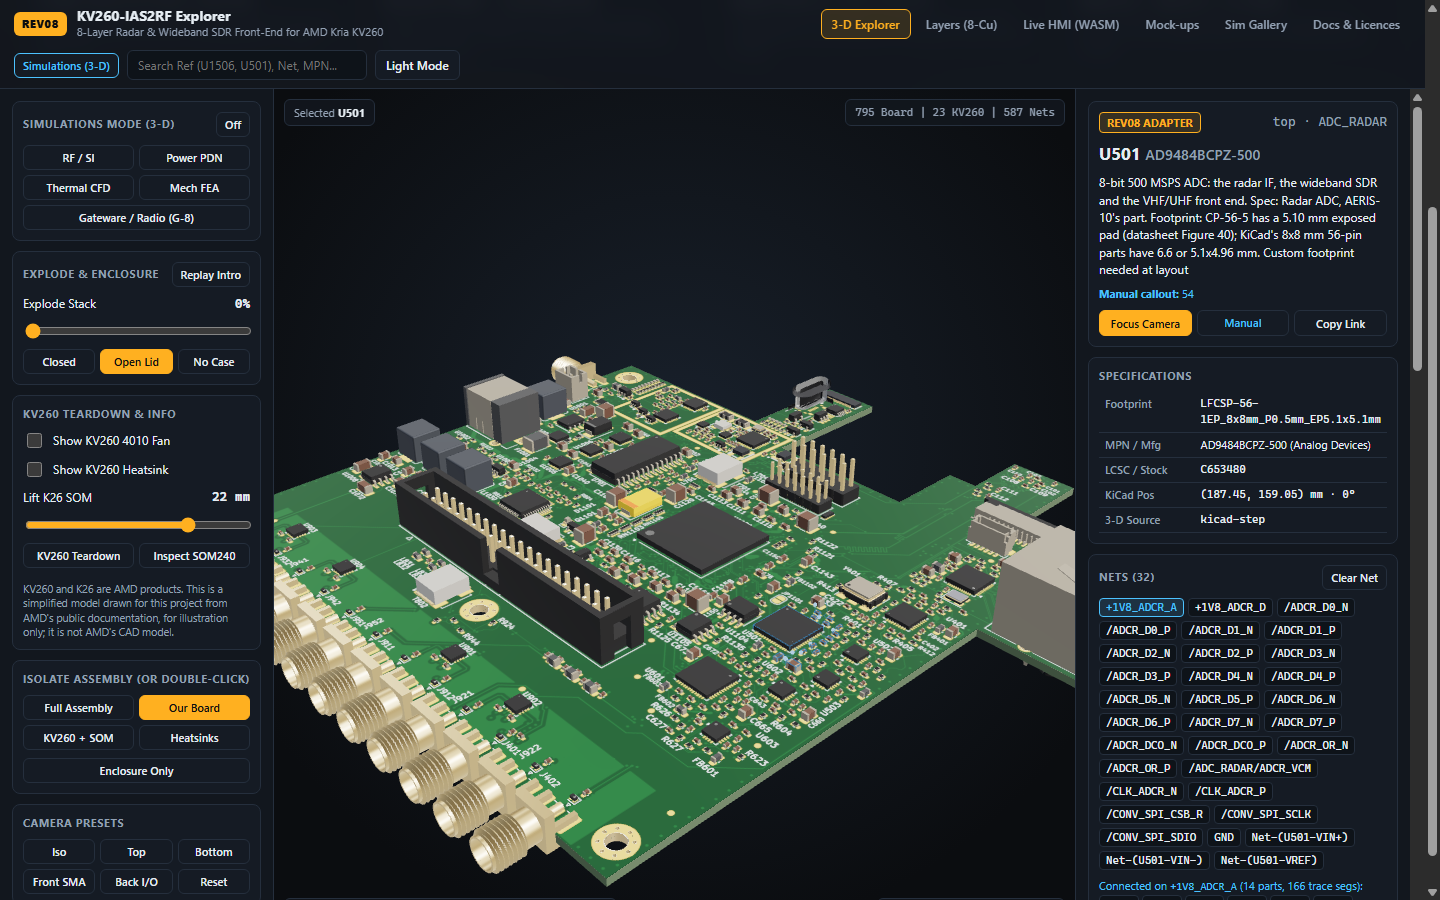 REV08
KV260-IAS2RF Explorer
8-Layer Radar & Wideband SDR Front-End for AMD Kria KV260
3-D Explorer
Layers (8-Cu)
Live HMI (WASM)
Mock-ups
Sim Gallery
Docs & Licences
Simulations (3-D)
Search Ref (U1506, U501), Net, MPN...
Light Mode
SIMULATIONS MODE (3-D)
Off
RF / SI
Power PDN
Thermal CFD
Mech FEA
Gateware / Radio (G-8)
EXPLODE & ENCLOSURE
Replay Intro
Explode Stack
0%
Closed
Open Lid
No Case
KV260 TEARDOWN & INFO
Show KV260 4010 Fan
Show KV260 Heatsink
Lift K26 SOM
22 mm
KV260 Teardown
Inspect SOM240
KV260 and K26 are AMD products. This is a
simplified model drawn for this project from
AMD's public documentation, for illustration
only; it is not AMD's CAD model.
ISOLATE ASSEMBLY (OR DOUBLE-CLICK)
Full Assembly
Our Board
KV260 + SOM
Heatsinks
Enclosure Only
CAMERA PRESETS
Iso
Top
Bottom
Front SMA
Back I/O
Reset
Selected U501
795 Board | 23 KV260 | 587 Nets
FB601
R623
U603
R627
C627
J402
U902
REV08 ADAPTER
top · ADC_RADAR
U501 AD9484BCPZ-500
8-bit 500 MSPS ADC: the radar IF, the wideband SDR
and the VHF/UHF front end. Spec: Radar ADC, AERIS-
10's part. Footprint: CP-56-5 has a 5.10 mm exposed
pad (datasheet Figure 40); KiCad's 8x8 mm 56-pin
parts have 6.6 or 5.1x4.96 mm. Custom footprint
needed at layout
Manual callout: 54
Focus Camera
Manual
Copy Link
SPECIFICATIONS
Footprint
LFCSP-56-
1EP_8x8mm_P0.5mm_EP5.1x5.1mm
MPN / Mfg
AD9484BCPZ-500 (Analog Devices)
LCSC / Stock
C653480
KiCad Pos
(187.45, 159.05) mm · 0°
3-D Source
kicad-step
NETS (32)
Clear Net
+1V8_ADCR_A
+1V8_ADCR_D
/ADCR_D0_N
/ADCR_D0_P
/ADCR_D1_N
/ADCR_D1_P
/ADCR_D2_N
/ADCR_D2_P
/ADCR_D3_N
/ADCR_D3_P
/ADCR_D4_N
/ADCR_D4_P
/ADCR_D5_N
/ADCR_D5_P
/ADCR_D6_N
/ADCR_D6_P
/ADCR_D7_N
/ADCR_D7_P
/ADCR_DCO_N
/ADCR_DCO_P
/ADCR_OR_N
/ADCR_OR_P
/ADC_RADAR/ADCR_VCM
/CLK_ADCR_N
/CLK_ADCR_P
/CONV_SPI_CSB_R
/CONV_SPI_SCLK
/CONV_SPI_SDIO
GND
Net-(U501-VIN+)
Net-(U501-VIN-)
Net-(U501-VREF)
Connected on +1V8_ADCR_A (14 parts, 166 trace segs):